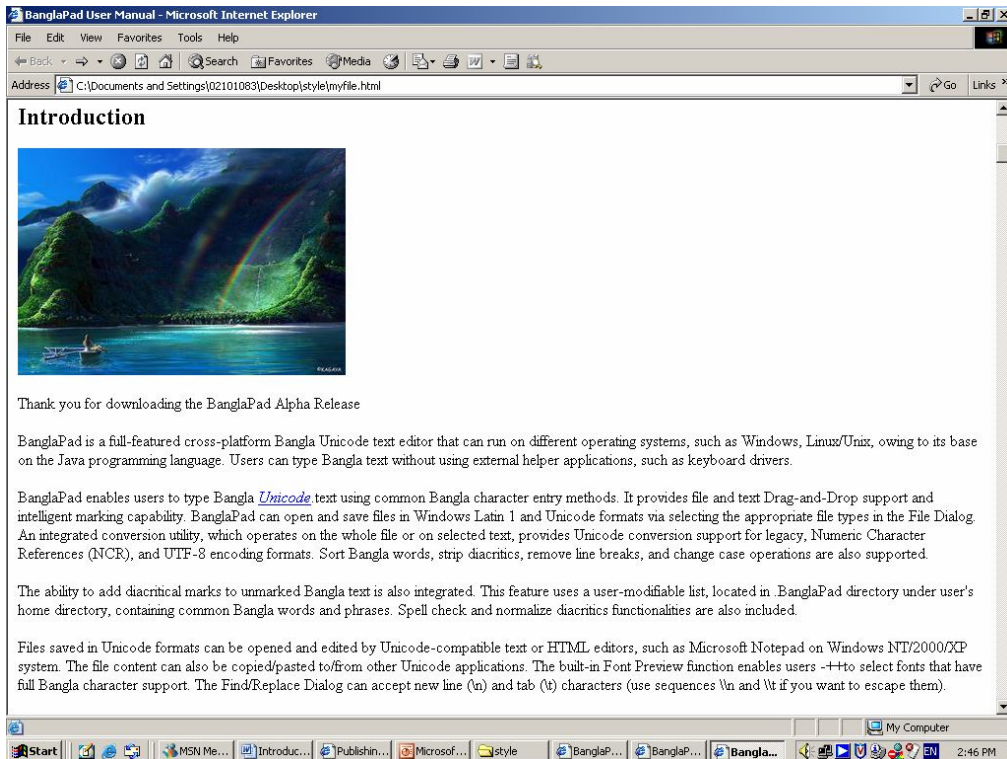 BanglaPad User Manual - Microsoft Internet Explorer
File Edit View Favorites Tools Help
Back Search Favorites Media
Address C:\Documents and Settings\02101083\Desktop\style\myfile.html Go Links »
Introduction
©KAGAYA
Thank you for downloading the BanglaPad Alpha Release
BanglaPad is a full-featured cross-platform Bangla Unicode text editor that can run on different operating systems, such as Windows, Linux/Unix, owing to its base
on the Java programming language. Users can type Bangla text without using external helper applications, such as keyboard drivers.
BanglaPad enables users to type Bangla Unicode text using common Bangla character entry methods. It provides file and text Drag-and-Drop support and
intelligent marking capability. BanglaPad can open and save files in Windows Latin 1 and Unicode formats via selecting the appropriate file types in the File Dialog.
An integrated conversion utility, which operates on the whole file or on selected text, provides Unicode conversion support for legacy, Numeric Character
References (NCR), and UTF-8 encoding formats. Sort Bangla words, strip diacritics, remove line breaks, and change case operations are also supported.
The ability to add diacritical marks to unmarked Bangla text is also integrated. This feature uses a user-modifiable list, located in .BanglaPad directory under user's
home directory, containing common Bangla words and phrases. Spell check and normalize diacritics functionalities are also included.
Files saved in Unicode formats can be opened and edited by Unicode-compatible text or HTML editors, such as Microsoft Notepad on Windows NT/2000/XP
system. The file content can also be copied/pasted to/from other Unicode applications. The built-in Font Preview function enables users -++to select fonts that have
full Bangla character support. The Find/Replace Dialog can accept new line (\n) and tab (\t) characters (use sequences \\n and \\t if you want to escape them).
My Computer
Start MSN Me... Introduc... Publishin... Microsof... style BanglaP... BanglaP... Bangla... EN 2:46 PM